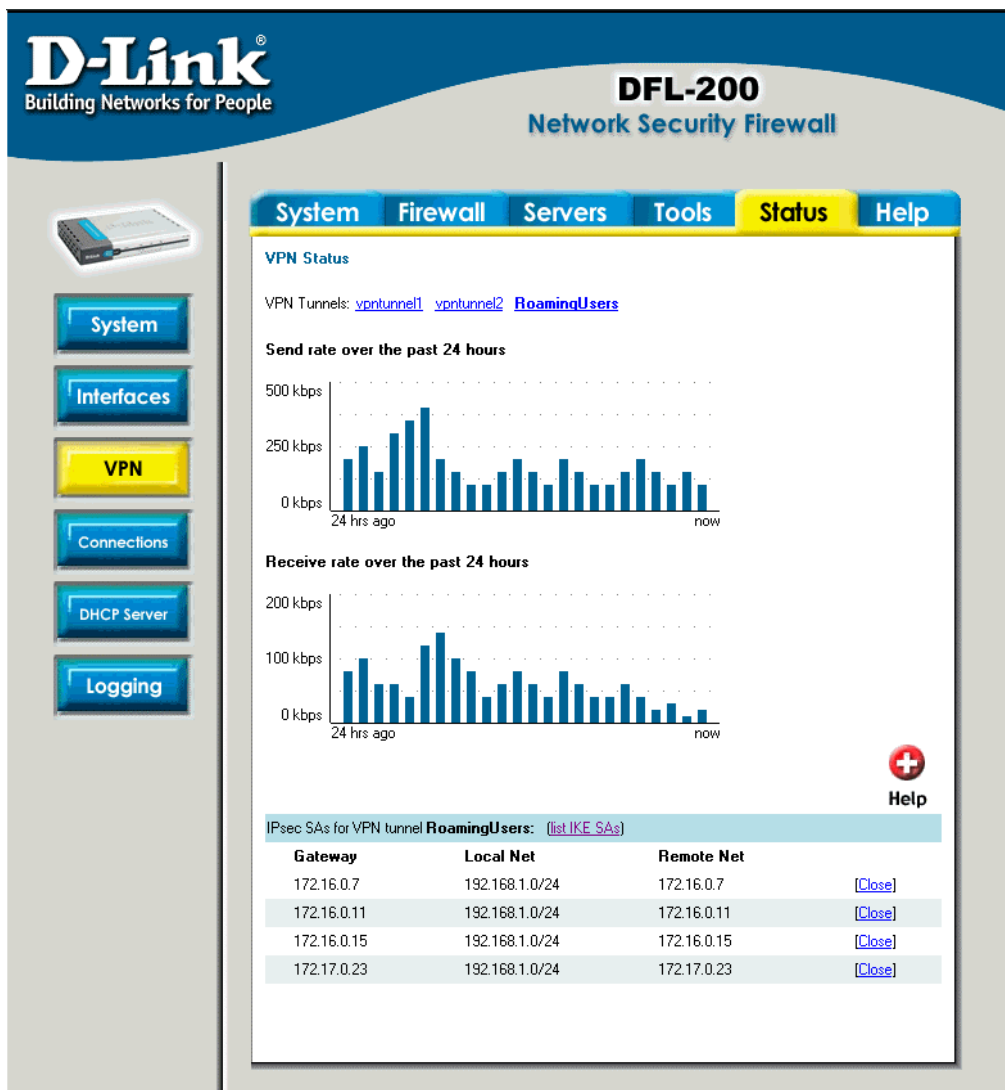 D-Link®
Building Networks for People
DFL-200
Network Security Firewall
System Firewall Servers Tools Status Help
System
Interfaces
VPN
Connections
DHCP Server
Logging
VPN Status
VPN Tunnels: vpntunnel1 vpntunnel2 RoamingUsers
Send rate over the past 24 hours
500 kbps
250 kbps
0 kbps
24 hrs ago now
Receive rate over the past 24 hours
200 kbps
100 kbps
0 kbps
24 hrs ago now
Help
IPsec SAs for VPN tunnel RoamingUsers: (list IKE SAs)
Gateway Local Net Remote Net
172.16.0.7 192.168.1.0/24 172.16.0.7 [Close]
172.16.0.11 192.168.1.0/24 172.16.0.11 [Close]
172.16.0.15 192.168.1.0/24 172.16.0.15 [Close]
172.17.0.23 192.168.1.0/24 172.17.0.23 [Close]